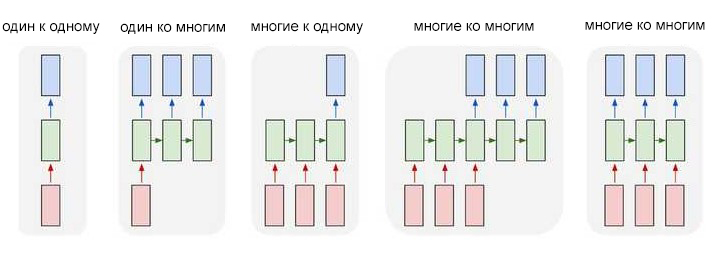 один к одному
один ко многим
многие к одному
многие ко многим
многие ко многим